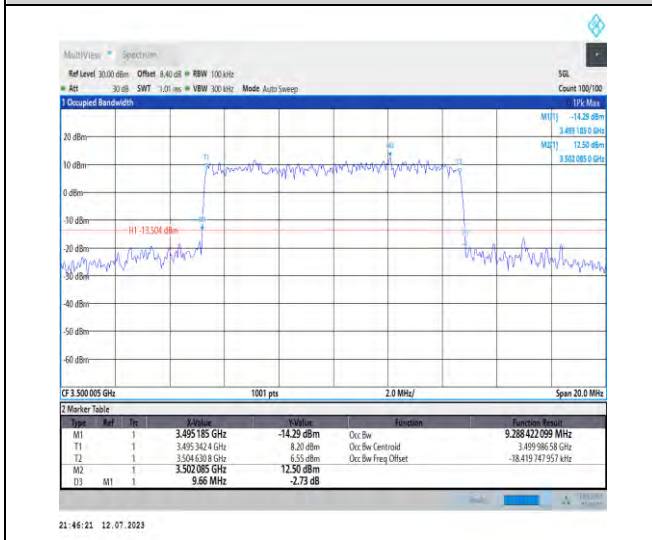 MultiView Spectrum
Ref Level 30.00 dBm Offset 8.40 dB RBW 100 kHz SGL
Att 30 dB SWT 1.01 ms VBW 300 kHz Mode Auto Sweep Count 100/100
1 Occupied Bandwidth 1Pk Max
M1[1] -14.29 dBm
3.495 185 0 GHz
M2[1] 12.50 dBm
3.502 085 0 GHz
20 dBm
10 dBm
0 dBm
-10 dBm
H1 -13.504 dBm
-20 dBm
-30 dBm
-40 dBm
-50 dBm
-60 dBm
T1
M2
T2
CF 3.500 005 GHz 1001 pts 2.0 MHz/ Span 20.0 MHz
2 Marker Table
Type Ref Trc X-Value Y-Value Function Function Result
M1 1 3.495 185 GHz -14.29 dBm Occ Bw 9.288 422 099 MHz
T1 1 3.495 342 4 GHz 8.20 dBm Occ Bw Centroid 3.499 986 58 GHz
T2 1 3.504 630 8 GHz 6.55 dBm Occ Bw Freq Offset -18.419 747 957 kHz
M2 1 3.502 085 GHz 12.50 dBm
D3 M1 1 9.66 MHz -2.73 dB
21:46:21 12.07.2023